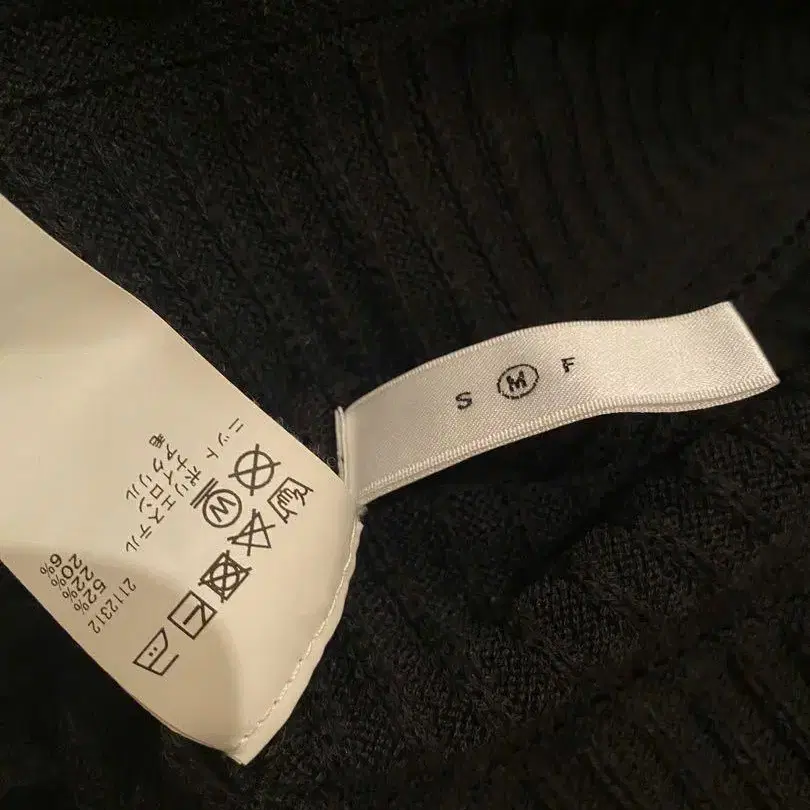 S M F
W
ニット ポリエステル 52%
ナイロン 22%
アクリル 20%
毛 6%
2112312